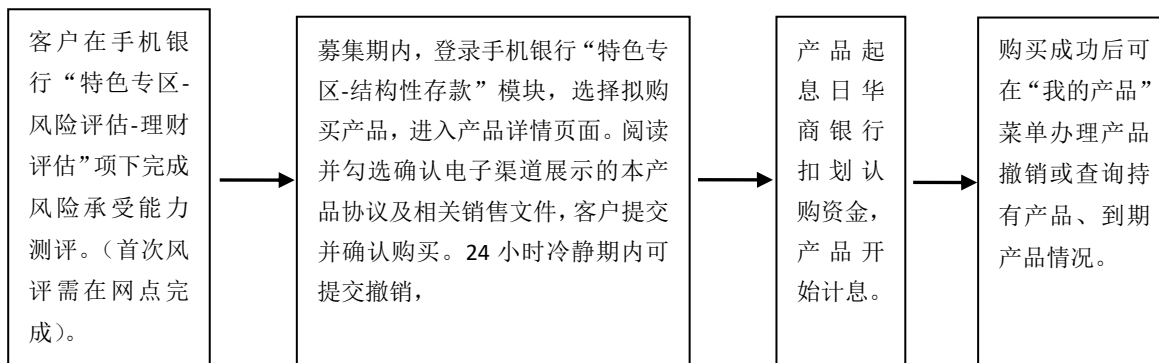 客户在手机银
行“特色专区-
风险评估-理财
评估”项下完成
风险承受能力
测评。（首次风
评需在网点完
成）。
募集期内，登录手机银行“特色专
区-结构性存款”模块，选择拟购
买产品，进入产品详情页面。阅读
并勾选确认电子渠道展示的本产
品协议及相关销售文件，客户提交
并确认购买。24 小时冷静期内可
提交撤销，
产品起
息日华
商银行
扣划认
购资金，
产品开
始计息。
购买成功后可
在“我的产品”
菜单办理产品
撤销或查询持
有产品、到期
产品情况。